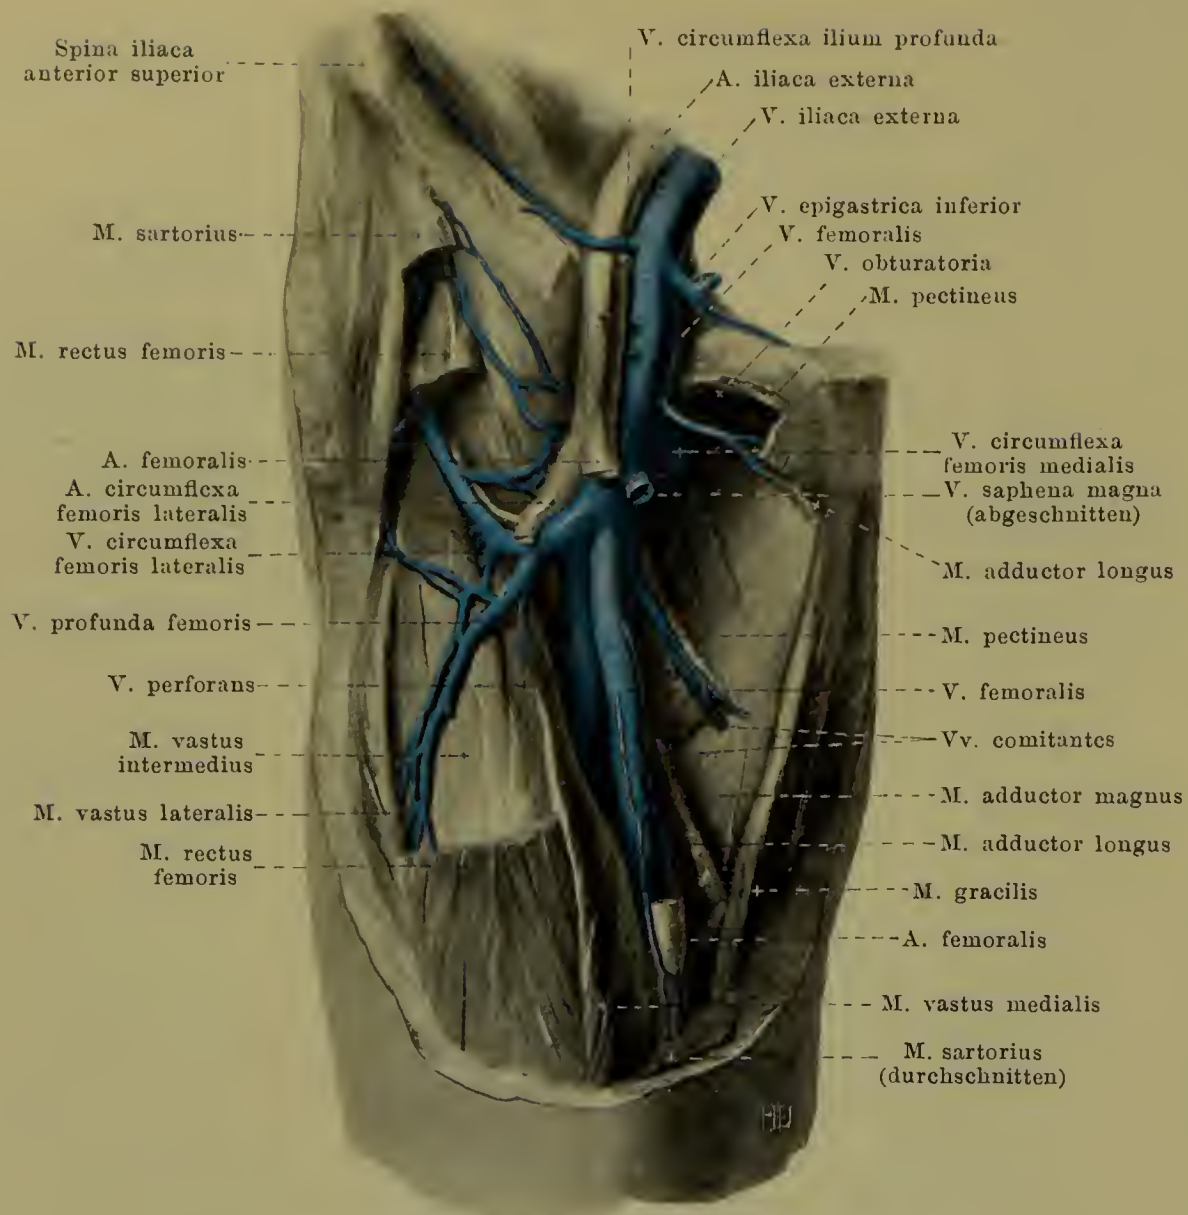 Spina iliaca
anterior superior
M. sartorius
M. rectus femoris
A. femoralis
A. circumflexa
femoris lateralis
V. circumflexa
femoris lateralis
V. profunda femoris
V. perforans
M. vastus
intermedius
M. vastus lateralis
M. rectus
femoris
V. circumflexa ilium profunda
A. iliaca externa
V. iliaca externa
V. epigastrica inferior
V. femoralis
V. obturatoria
M. pectineus
V. circumflexa
femoris medialis
V. saphena magna
(abgeschnitten)
M. adductor longus
M. pectineus
V. femoralis
Vv. comitantes
M. adductor magnus
M. adductor longus
M. gracilis
A. femoralis
M. vastus medialis
M. sartorius
(durchschnitten)